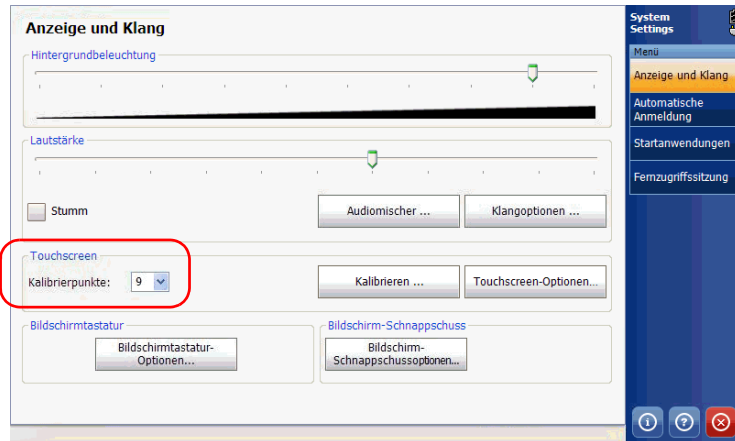 Anzeige und Klang
Hintergrundbeleuchtung
Lautstärke
Stumm
Audiomischer ...
Klangoptionen ...
Touchscreen
Kalibrierpunkte:
9
Kalibrieren ...
Touchscreen-Optionen...
Bildschirmtastatur
Bildschirmtastatur-
Optionen...
Bildschirm-Schnappschuss
Bildschirm-
Schnappschussoptionen...
System
Settings
Menü
Anzeige und Klang
Automatische
Anmeldung
Startanwendungen
Fernzugriffssitzung